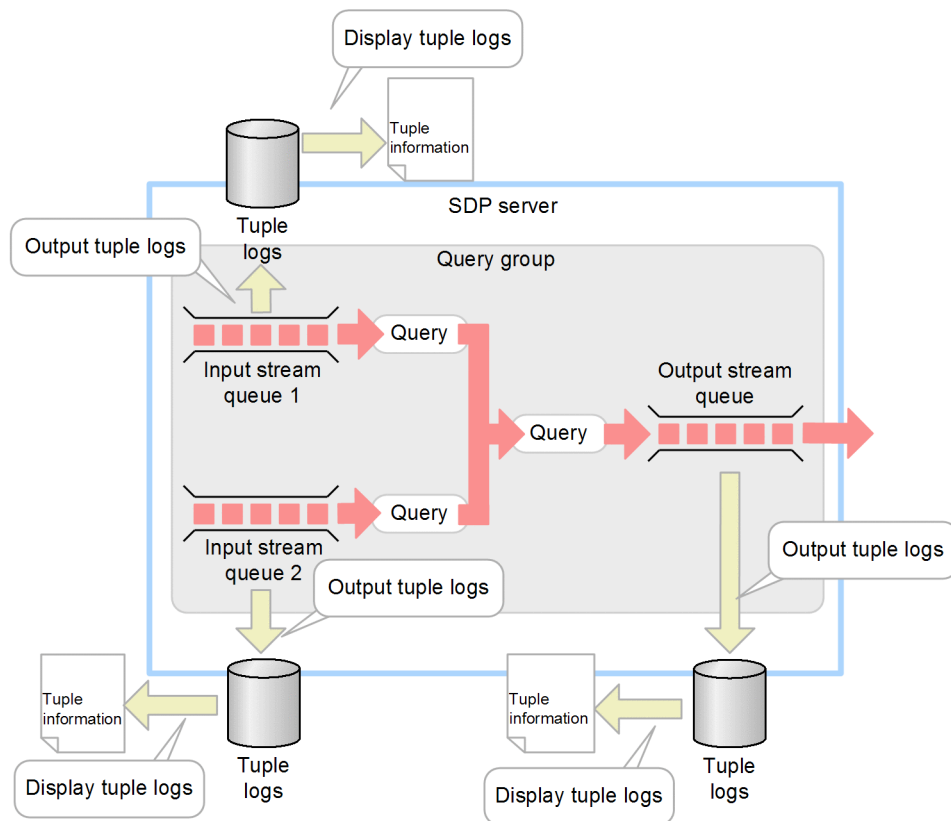 Display tuple logs
Tuple
information
SDP server
Tuple
logs
Output tuple logs
Query group
Query
Input stream
queue 1
Output stream
queue
Query
Query
Input stream
queue 2
Output tuple logs
Output tuple logs
Tuple
information
Tuple
information
Tuple
logs
Display tuple logs
Tuple
logs
Display tuple logs